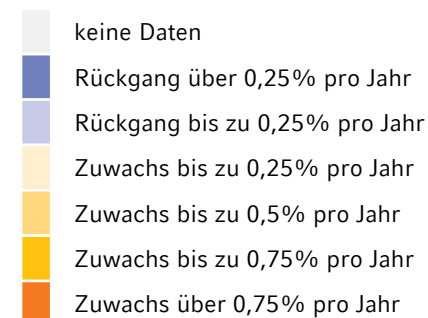 keine Daten
Rückgang über 0,25% pro Jahr
Rückgang bis zu 0,25% pro Jahr
Zuwachs bis zu 0,25% pro Jahr
Zuwachs bis zu 0,5% pro Jahr
Zuwachs bis zu 0,75% pro Jahr
Zuwachs über 0,75% pro Jahr